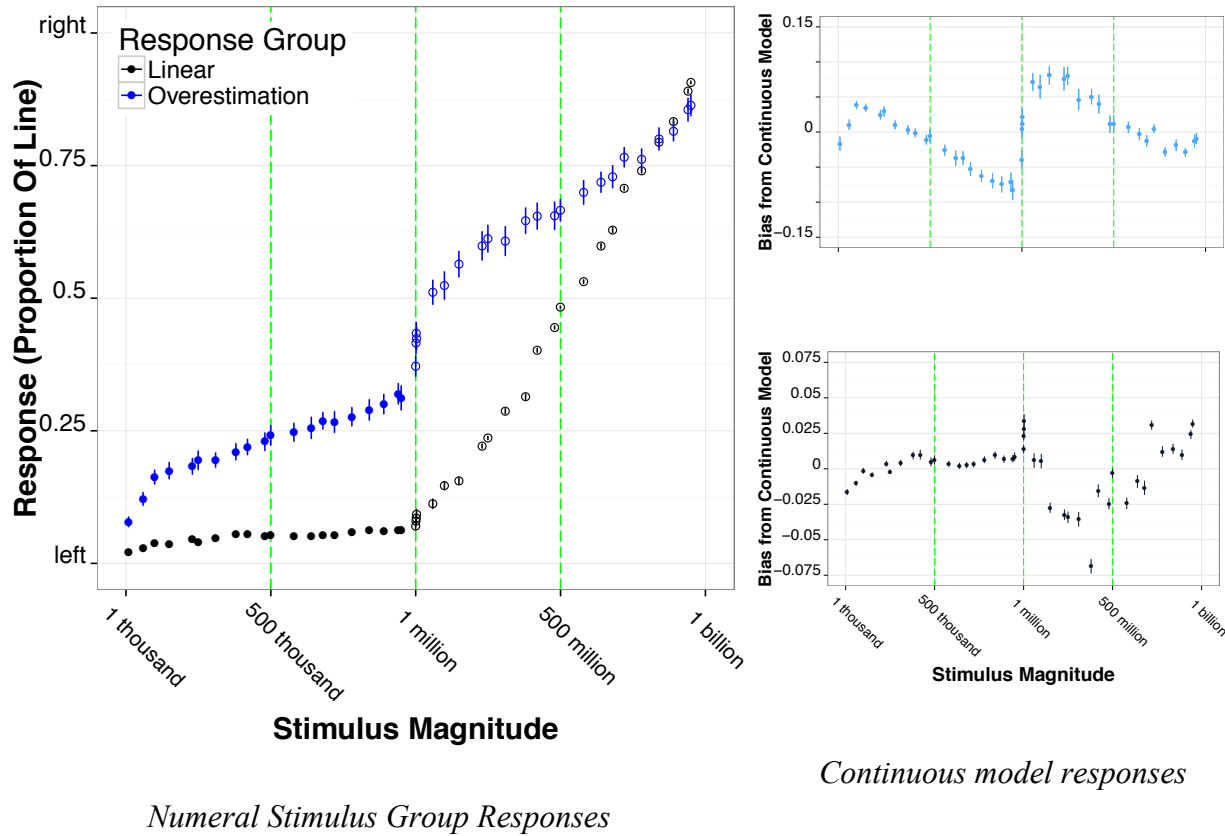 right
0.75
0.5
0.25
left
Response (Proportion Of Line)
Response Group
Linear
Overestimation
1 thousand
500 thousand
1 million
500 million
1 billion
Stimulus Magnitude
Numeral Stimulus Group Responses
0.15
0
−0.15
Bias from Continuous Model
0.075
0.05
0.025
0
−0.025
−0.05
−0.075
Bias from Continuous Model
1 thousand
500 thousand
1 million
500 million
1 billion
Stimulus Magnitude
Continuous model responses